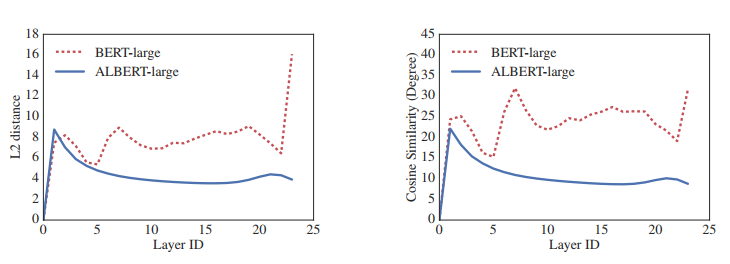 18
16
14
12
10
8
6
4
2
0
L2 distance
BERT-large
ALBERT-large
0 5 10 15 20 25
Layer ID
45
40
35
30
25
20
15
10
5
0
Cosine Similarity (Degree)
BERT-large
ALBERT-large
0 5 10 15 20 25
Layer ID